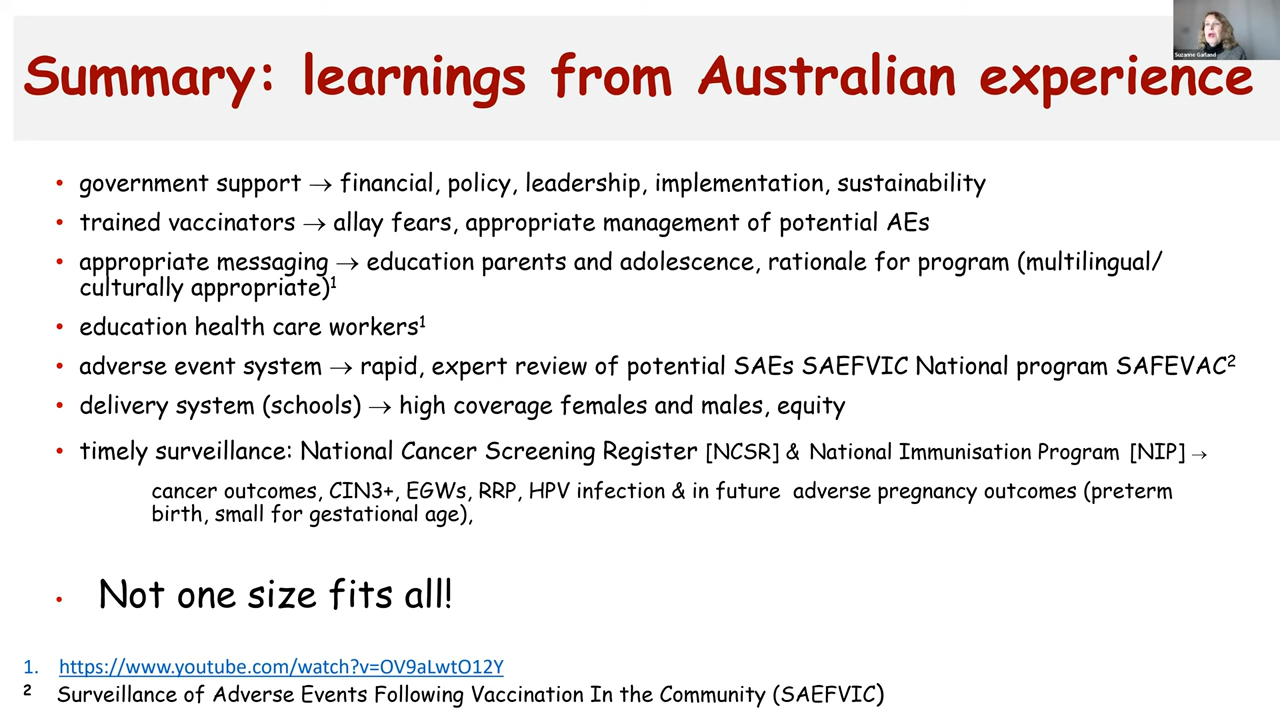 Suzanne Garland
Summary: learnings from Australian experience
• government support → financial, policy, leadership, implementation, sustainability
• trained vaccinators → allay fears, appropriate management of potential AEs
• appropriate messaging → education parents and adolescence, rationale for program (multilingual/
culturally appropriate)¹
• education health care workers¹
• adverse event system → rapid, expert review of potential SAEs SAEFVIC National program SAFEVAC²
• delivery system (schools) → high coverage females and males, equity
• timely surveillance: National Cancer Screening Register [NCSR] & National Immunisation Program [NIP] →
cancer outcomes, CIN3+, EGWs, RRP, HPV infection & in future adverse pregnancy outcomes (preterm
birth, small for gestational age),
• Not one size fits all!
1. https://www.youtube.com/watch?v=OV9aLwtO12Y
2 Surveillance of Adverse Events Following Vaccination In the Community (SAEFVIC)